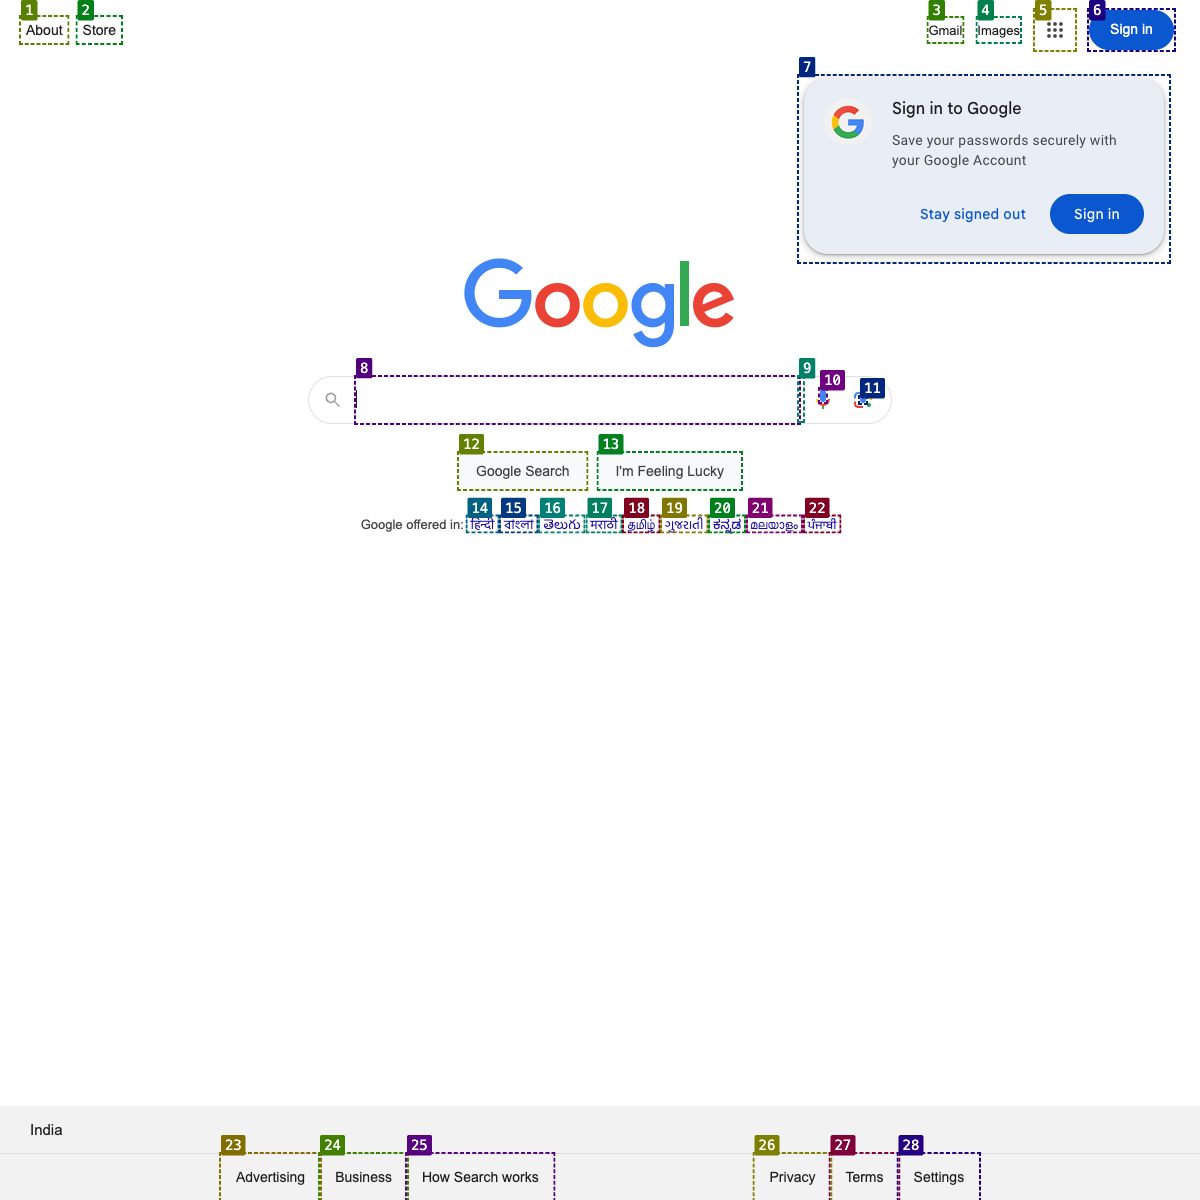 1 2 3 4 5 6
About Store Gmail Images Sign in
7
Sign in to Google
Save your passwords securely with
your Google Account
Stay signed out Sign in
Google
8 9 10 11
12 13
Google Search I'm Feeling Lucky
14 15 16 17 18 19 20 21 22
Google offered in: हिन्दी বাংলা తెలుగు मराठी தமிழ் ગુજરાતી ಕನ್ನಡ മലയാളം ਪੰਜਾਬੀ
India
23 24 25 26 27 28
Advertising Business How Search works Privacy Terms Settings